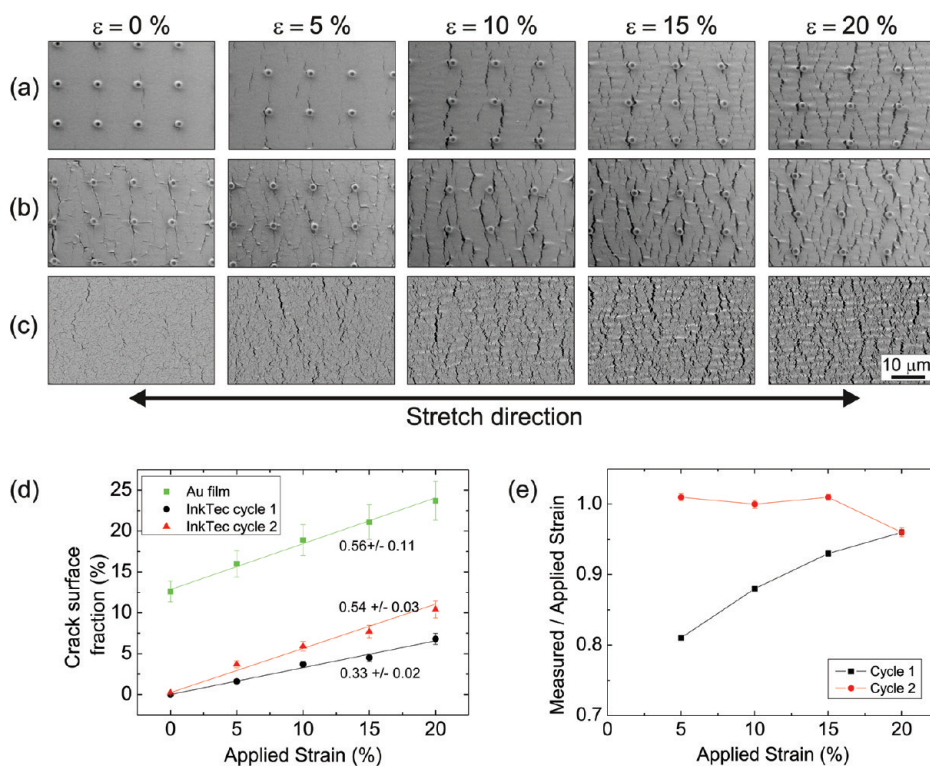 ε = 0 % ε = 5 % ε = 10 % ε = 15 % ε = 20 %
(a)
(b)
(c)
10 μm
Stretch direction
(d)
Au film
InkTec cycle 1
InkTec cycle 2
25
20
15
10
5
0
0.56+/- 0.11
0.54 +/- 0.03
0.33 +/- 0.02
Crack surface
fraction (%)
0 5 10 15 20
Applied Strain (%)
(e)
1.0
0.9
0.8
0.7
Measured / Applied Strain
Cycle 1
Cycle 2
0 5 10 15 20
Applied Strain (%)